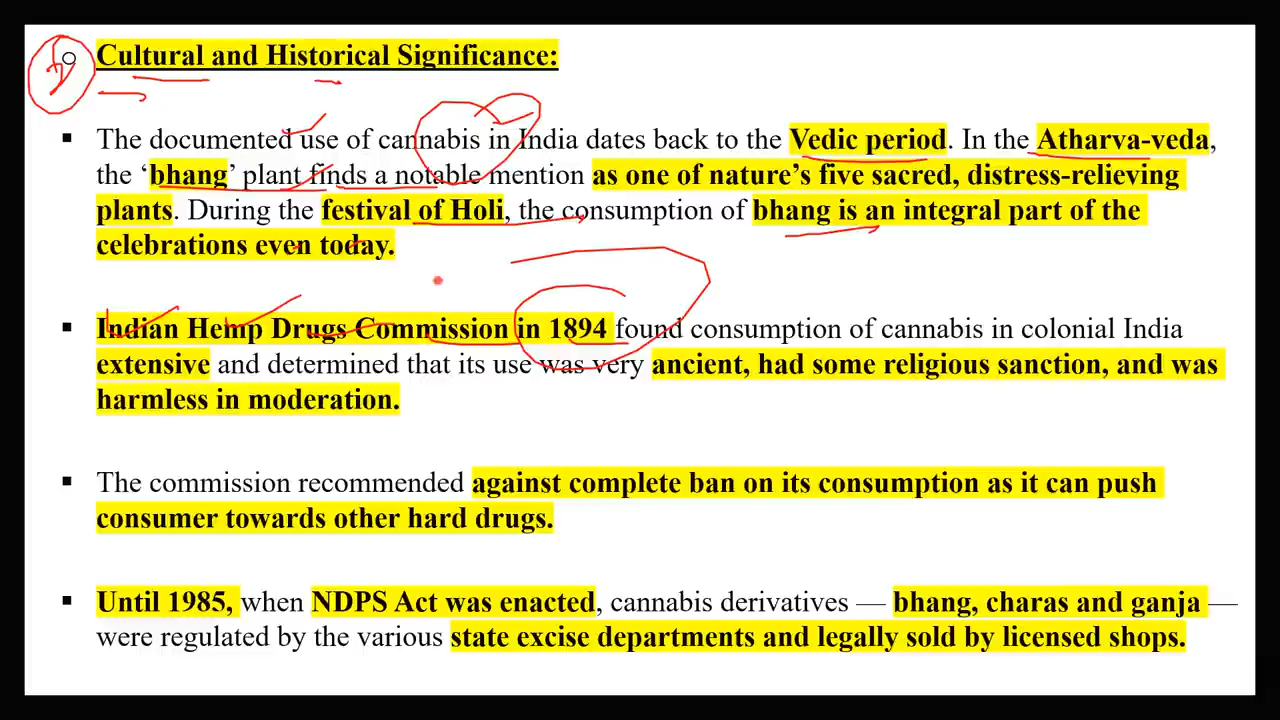 Cultural and Historical Significance:
The documented use of cannabis in India dates back to the Vedic period. In the Atharva-veda,
the ‘bhang’ plant finds a notable mention as one of nature’s five sacred, distress-relieving
plants. During the festival of Holi, the consumption of bhang is an integral part of the
celebrations even today.
Indian Hemp Drugs Commission in 1894 found consumption of cannabis in colonial India
extensive and determined that its use was very ancient, had some religious sanction, and was
harmless in moderation.
The commission recommended against complete ban on its consumption as it can push
consumer towards other hard drugs.
Until 1985, when NDPS Act was enacted, cannabis derivatives — bhang, charas and ganja —
were regulated by the various state excise departments and legally sold by licensed shops.